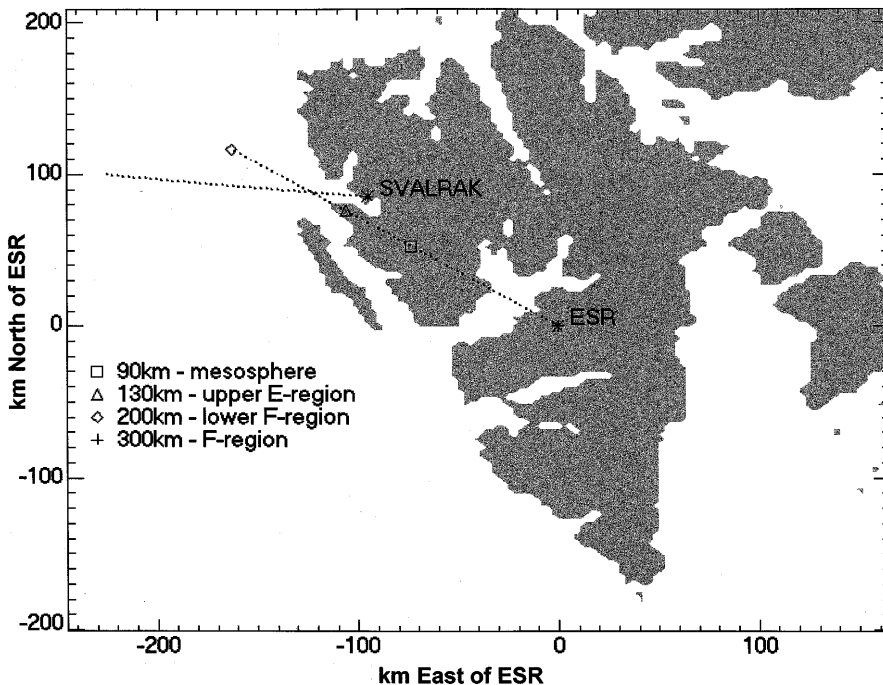 200
100
0
-100
-200
km North of ESR
SVALRAK
ESR
□ 90km - mesosphere
△ 130km - upper E-region
◇ 200km - lower F-region
+ 300km - F-region
-200 -100 0 100
km East of ESR